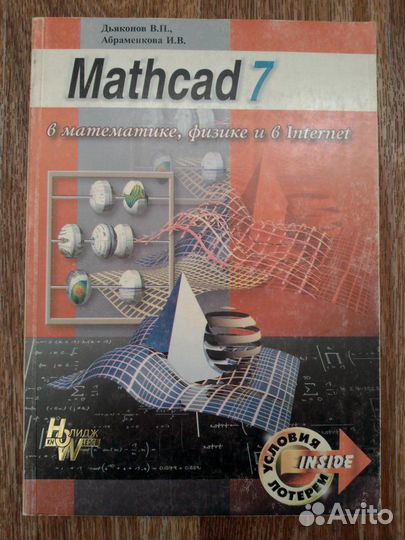 Дьяконов В.П.,
Абраменкова И.В.
Mathcad 7
в математике, физике и в Internet
НОЛИДЖ
УСЛОВИЯ
INSIDE
ЛОТЕРЕИ
Avito